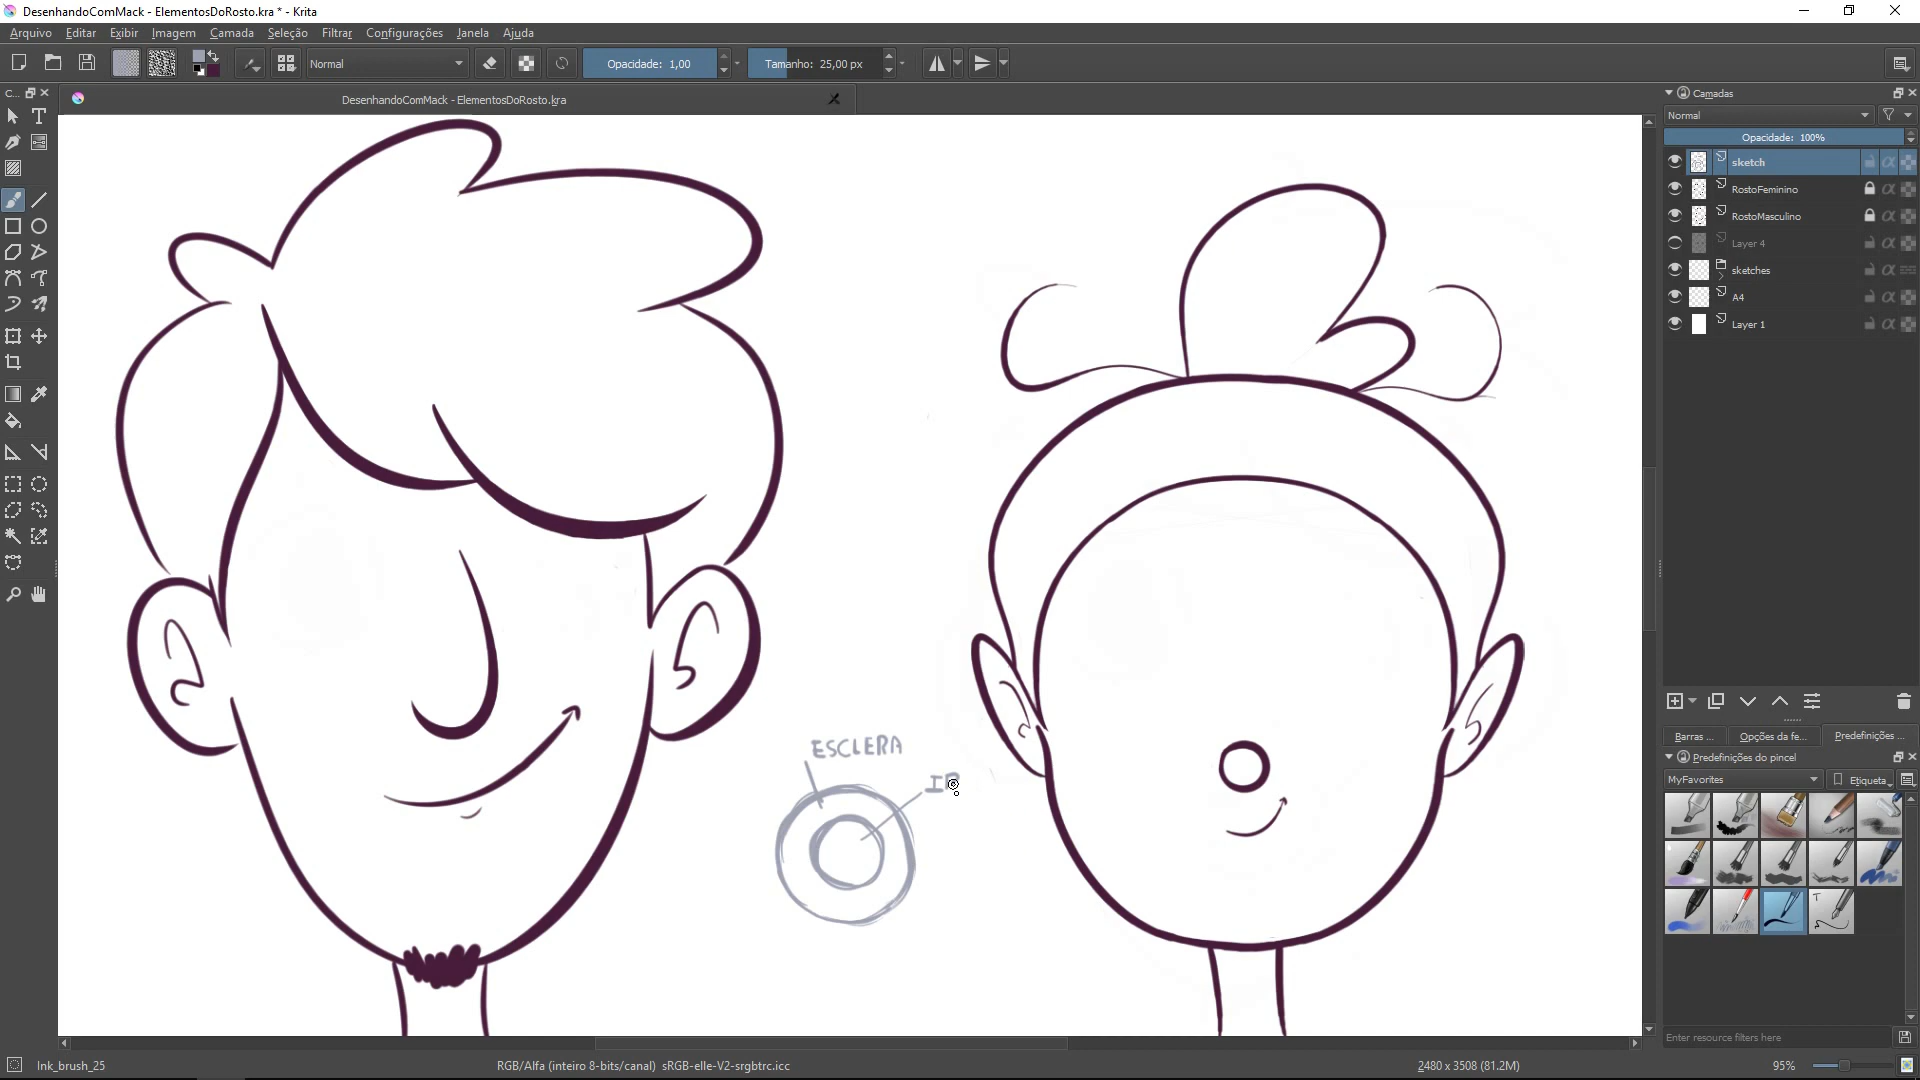 DesenhandoComMack - ElementosDoRosto.kra * - Krita
Arquivo Editar Exibir Imagem Camada Seleção Filtrar Configurações Janela Ajuda
Normal
Opacidade: 1,00
Tamanho: 25,00 px
C...
DesenhandoComMack - ElementosDoRosto.kra
Camadas
Normal
Opacidade: 100%
sketch
RostoFeminino
RostoMasculino
Layer 4
sketches
A4
Layer 1
ESCLERA
Barras ... Opções da fe... Predefinições ...
Predefinições do pincel
MyFavorites
Etiqueta
Enter resource filters here
Ink_brush_25
RGB/Alfa (inteiro 8-bits/canal) sRGB-elle-V2-srgbtrc.icc
2480 x 3508 (81.2M)
95%